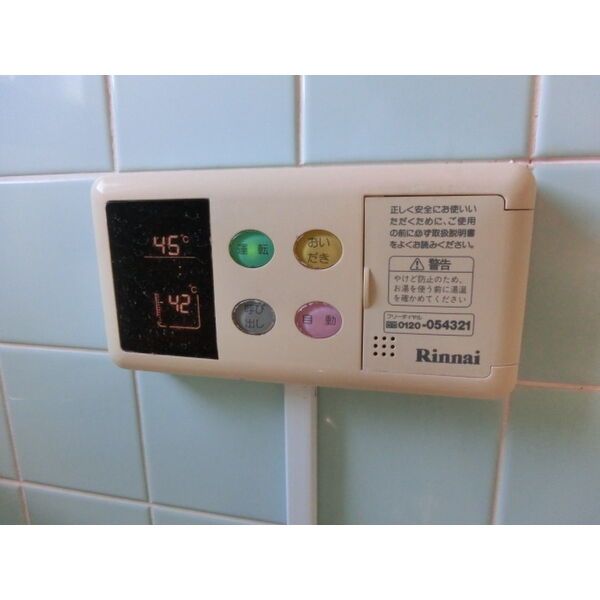 45℃
42℃
運転
おい
だき
呼び
出し
自動
正しく安全にお使いい
ただくために、ご使用
の前に必ず取扱説明書
をよくお読みください。
警告
やけど防止のため、
お湯を使う前に湯温
を確かめてください
フリーダイヤル
0120-054321
Rinnai